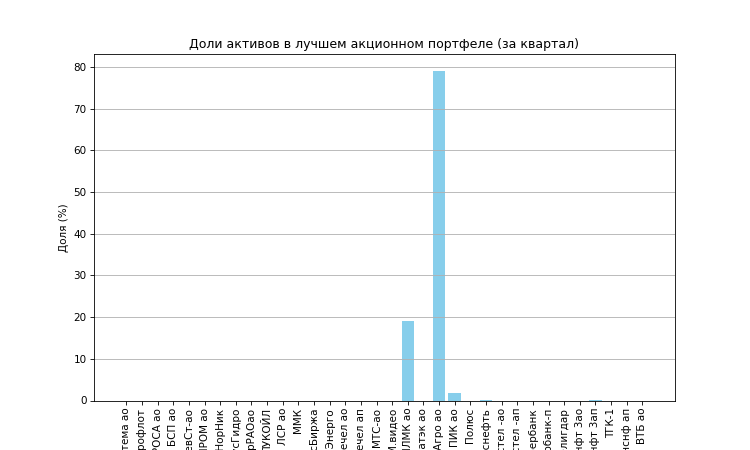 Доли активов в лучшем акционном портфеле (за квартал)
80
70
60
50
40
30
20
10
0
Доля (%)
тема ао
рофлот
РОСА ао
БСП ао
евСт-ао
ПРОМ ао
НорНик
сГидро
рРАОао
ЛУКОЙЛ
ЛСР ао
ММК
сБиржа
Энерго
ечел ао
ечел ап
МТС-ао
М.видео
ЛМК ао
атэк ао
Агро ао
ПИК ао
Полюс
снефть
стел -ао
стел -ап
ербанк
рбанк-п
лигдар
нфт 3ао
нфт 3ап
ТГК-1
нснф ап
ВТБ ао